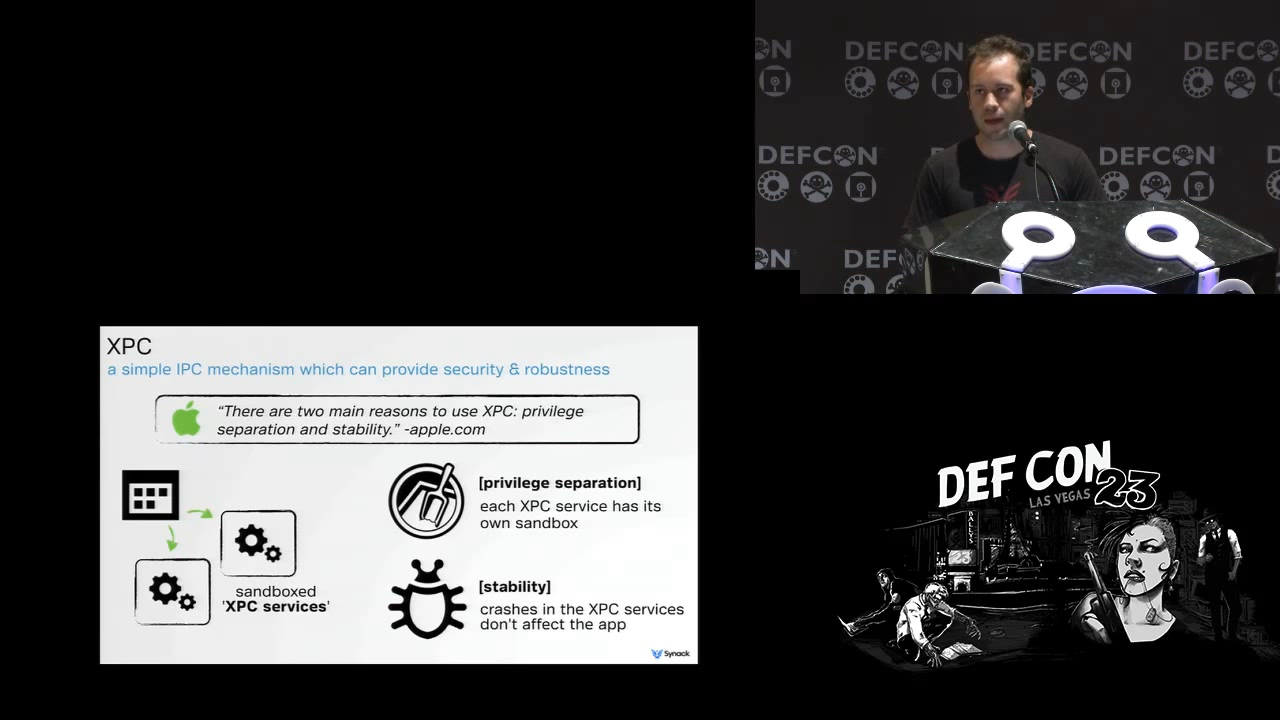 DEFCON
DEFCON
DEFCON
DEFCON
DEFCON
XPC
a simple IPC mechanism which can provide security & robustness
“There are two main reasons to use XPC: privilege
separation and stability.” -apple.com
[privilege separation]
each XPC service has its
own sandbox
sandboxed
'XPC services'
[stability]
crashes in the XPC services
don't affect the app
Synack
DEF CON
LAS VEGAS 23
BALLYS